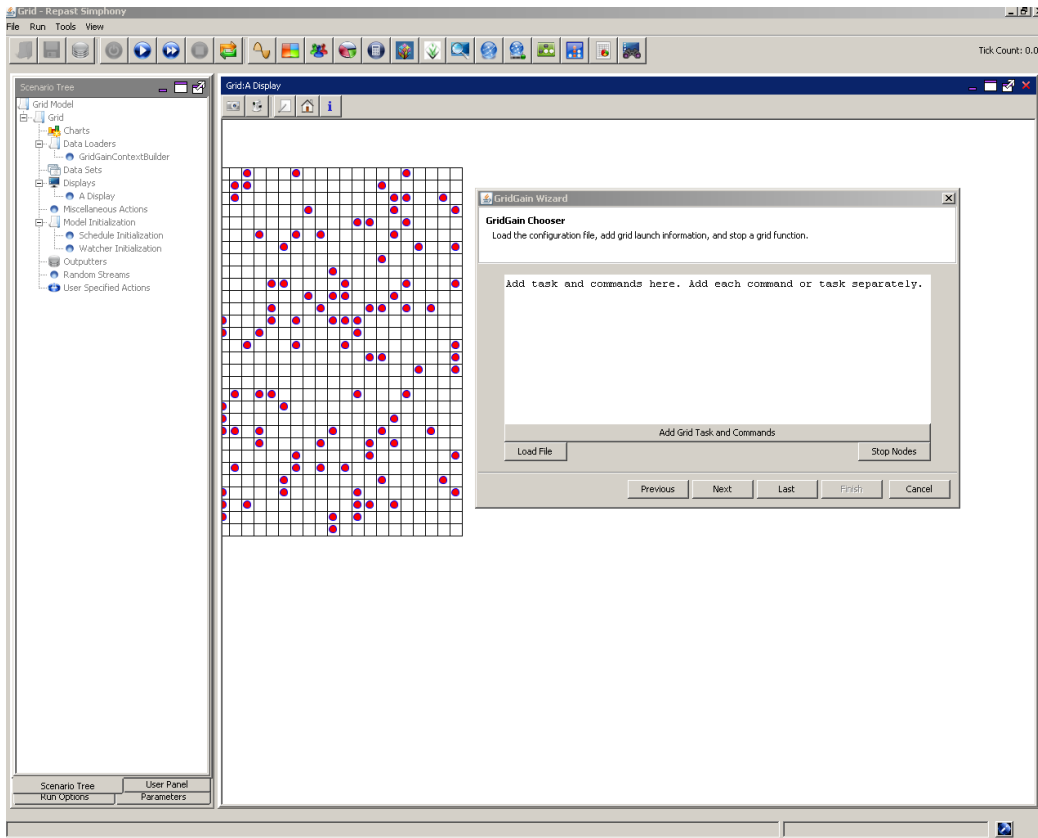 Grid - Repast Simphony
File Run Tools View
Tick Count: 0.0
Scenario Tree
Grid Model
Grid
Charts
Data Loaders
GridGainContextBuilder
Data Sets
Displays
A Display
Miscellaneous Actions
Model Initialization
Schedule Initialization
Watcher Initialization
Outputters
Random Streams
User Specified Actions
Scenario Tree User Panel
Run Options Parameters
Grid:A Display
GridGain Wizard
GridGain Chooser
Load the configuration file, add grid launch information, and stop a grid function.
Add task and commands here. Add each command or task separately.
Add Grid Task and Commands
Load File Stop Nodes
Previous Next Last Finish Cancel